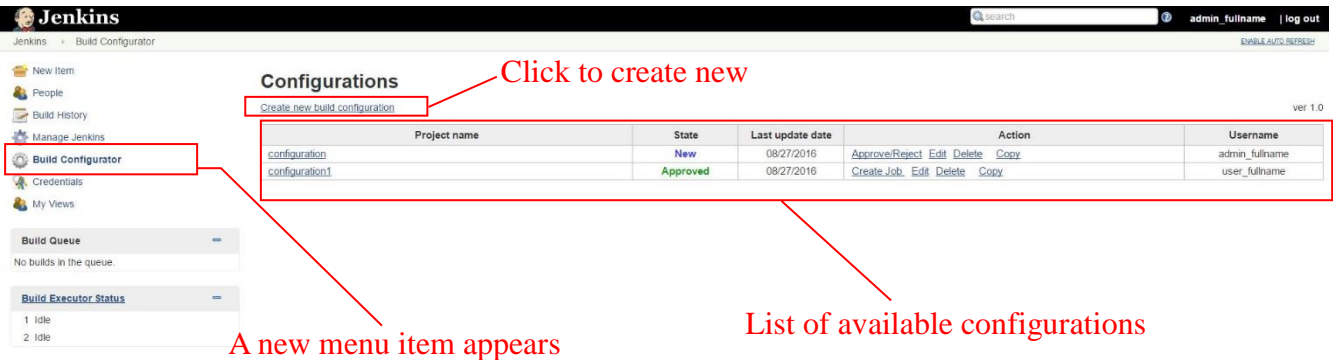 Jenkins
search
admin_fullname | log out
Jenkins Build Configurator
ENABLE AUTO REFRESH
New Item
People
Build History
Manage Jenkins
Build Configurator
Credentials
My Views
Build Queue
No builds in the queue.
Build Executor Status
1 Idle
2 Idle
Configurations
Click to create new
Create new build configuration
ver 1.0
Project name State Last update date Action Username
configuration New 08/27/2016 Approve/Reject Edit Delete Copy admin_fullname
configuration1 Approved 08/27/2016 Create Job Edit Delete Copy user_fullname
List of available configurations
A new menu item appears